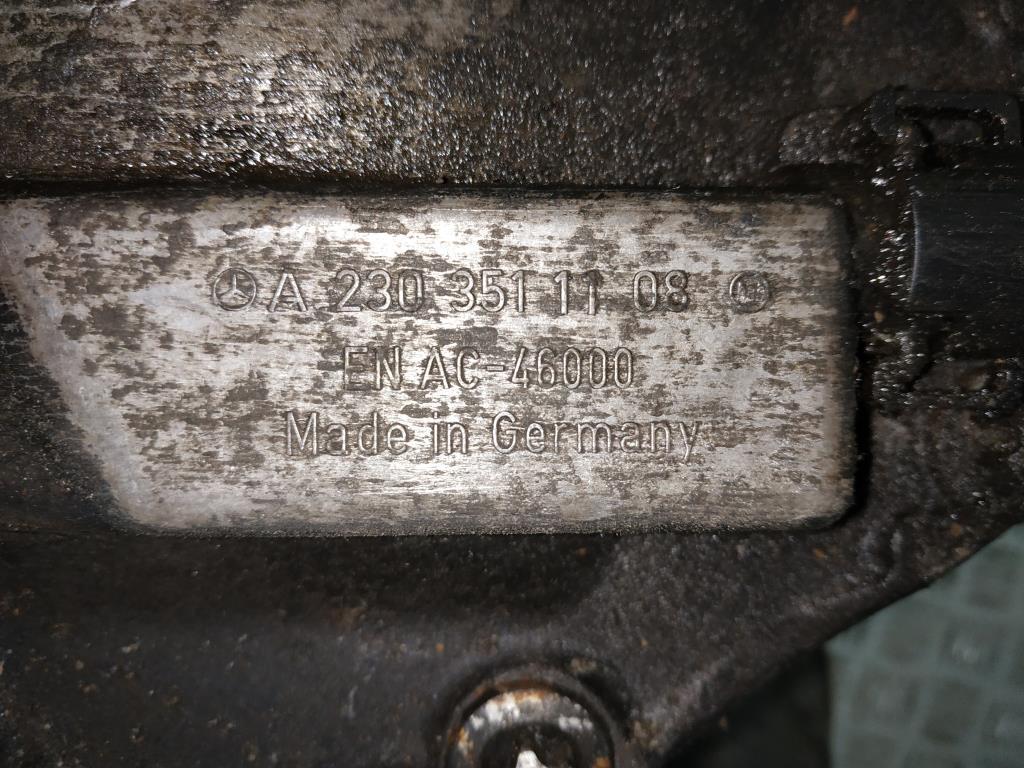 A 230 351 11 08
EN AC-46000
Made in Germany